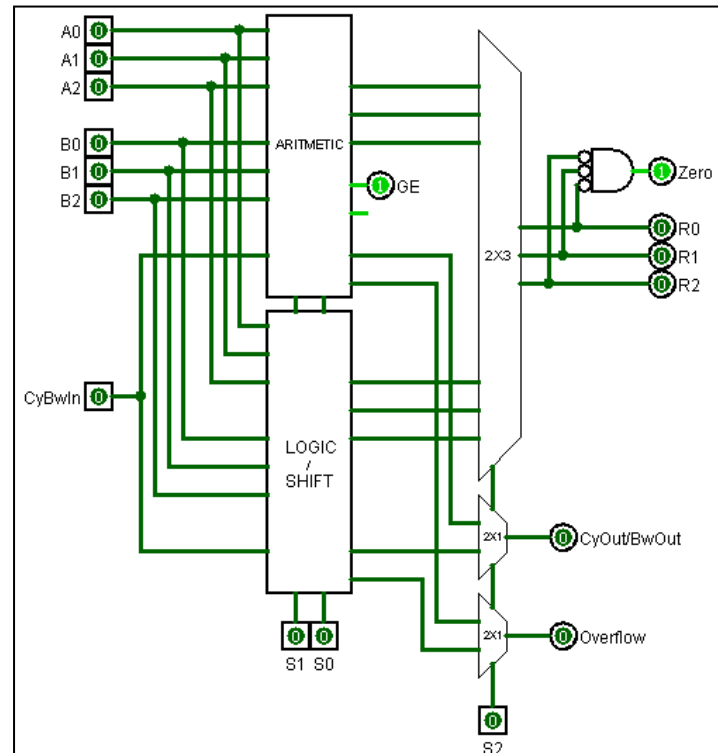 A0 0
A1 0
A2 0
B0 0
B1 0
B2 0
ARITMETIC
1 GE
1 Zero
2X3
0 R0
0 R1
0 R2
CyBwIn 0
LOGIC
/
SHIFT
2X1
0 CyOut/BwOut
2X1
0 Overflow
0 0
S1 S0
0
S2